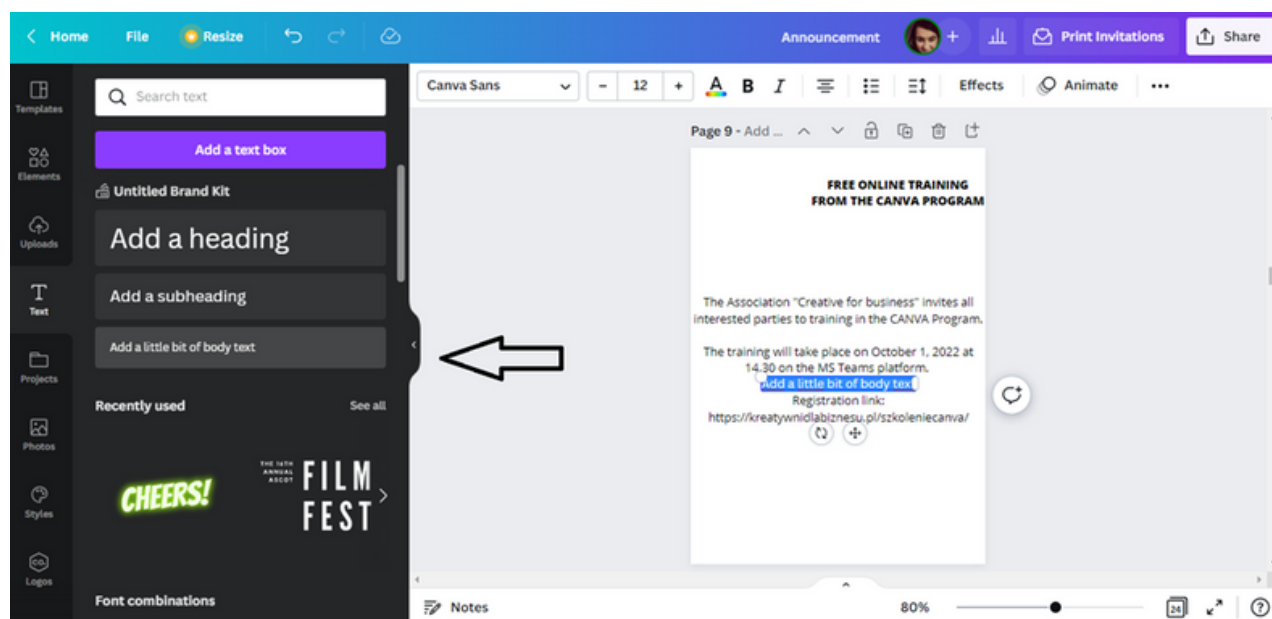 Home File Resize Announcement + Print Invitations Share
Templates
Elements
Uploads
Text
Projects
Photos
Styles
CO.
Logos
Search text
Add a text box
Untitled Brand Kit
Add a heading
Add a subheading
Add a little bit of body text
Recently used See all
CHEERS!
THE 16TH
ANNUAL
ASCOT
FILM
FEST
Font combinations
Canva Sans - 12 + A B I Effects Animate •••
Page 9 - Add ...
FREE ONLINE TRAINING
FROM THE CANVA PROGRAM
The Association "Creative for business" invites all
interested parties to training in the CANVA Program.
The training will take place on October 1, 2022 at
14.30 on the MS Teams platform.
Add a little bit of body text
Registration link:
https://kreatywnidlabiznesu.pl/szkoleniecanva/
Notes 80% 24 ?